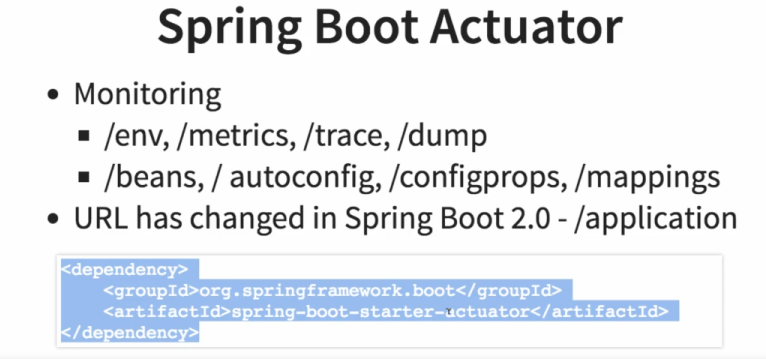 Spring Boot Actuator
• Monitoring
▪ /env, /metrics, /trace, /dump
▪ /beans, / autoconfig, /configprops, /mappings
• URL has changed in Spring Boot 2.0 - /application
<dependency>
    <groupId>org.springframework.boot</groupId>
    <artifactId>spring-boot-starter-actuator</artifactId>
</dependency>